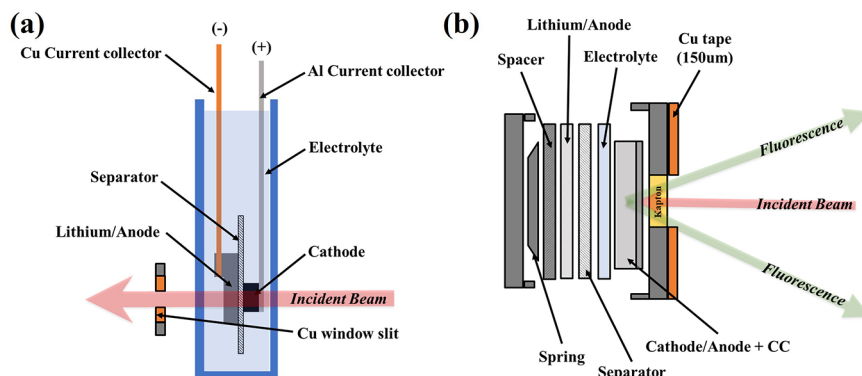 (a)
(-)
Cu Current collector
(+)
Al Current collector
Electrolyte
Separator
Lithium/Anode
Cathode
Incident Beam
Cu window slit
(b)
Lithium/Anode
Spacer
Electrolyte
Cu tape
(150um)
Fluorescence
Kapton
Incident Beam
Fluorescence
Cathode/Anode + CC
Spring
Separator